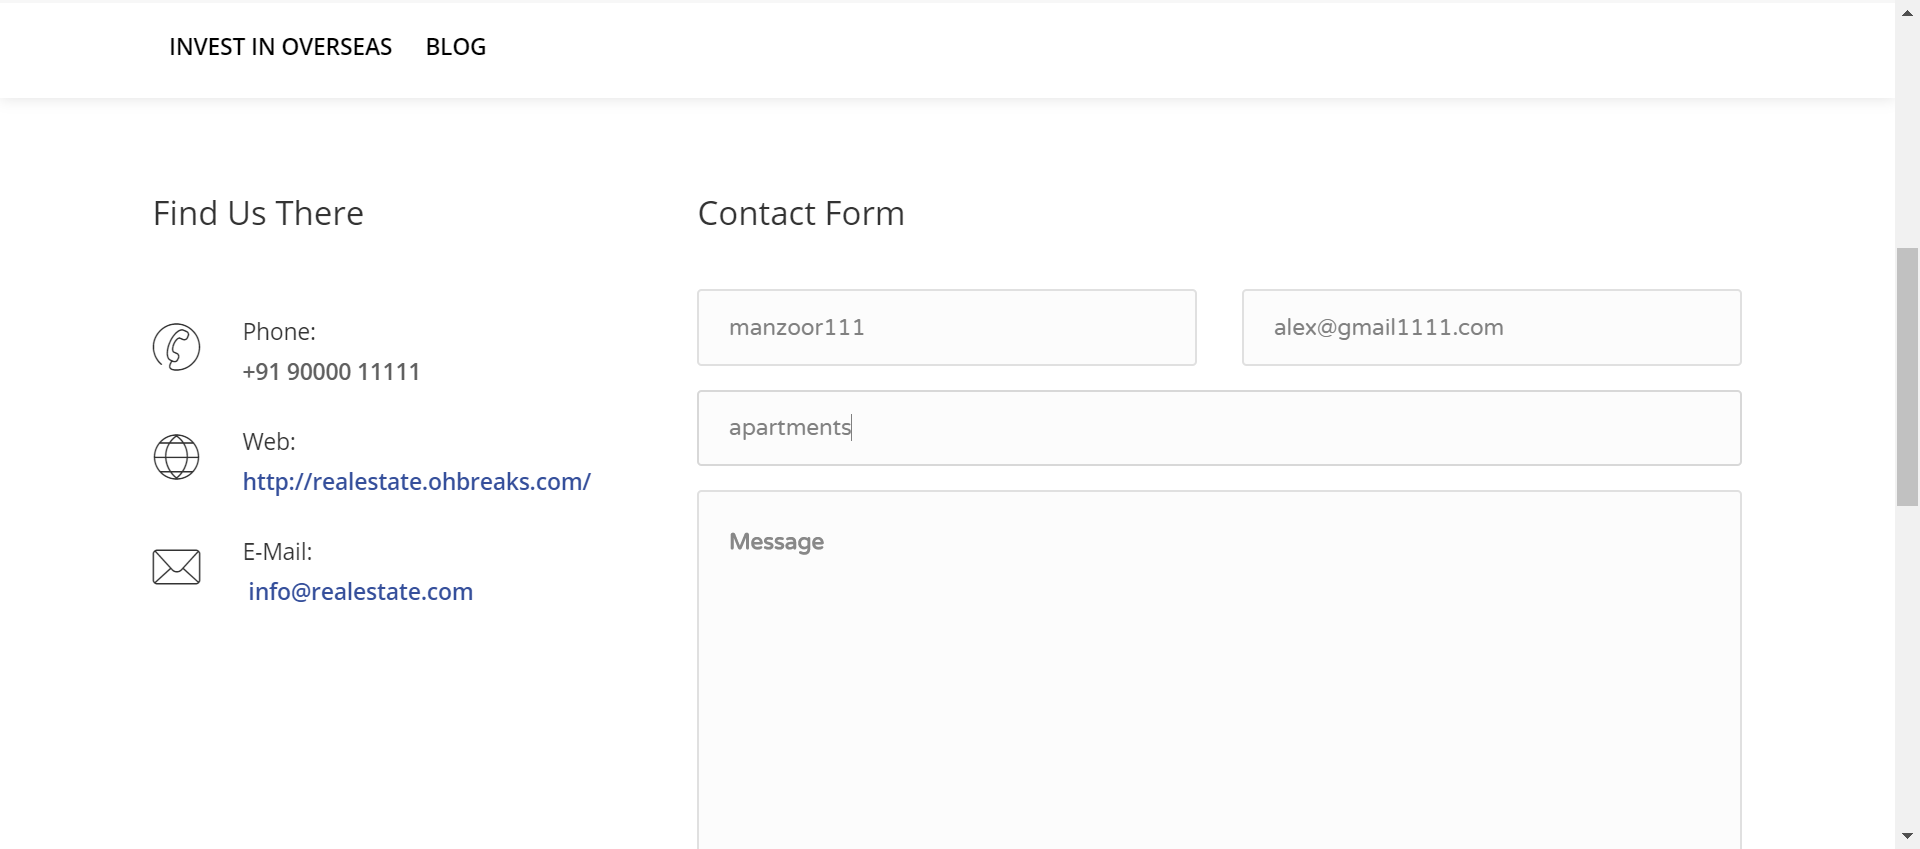 INVEST IN OVERSEAS BLOG
Find Us There
Phone:
+91 90000 11111
Web:
http://realestate.ohbreaks.com/
E-Mail:
info@realestate.com
Contact Form
manzoor111
alex@gmail1111.com
apartments
Message